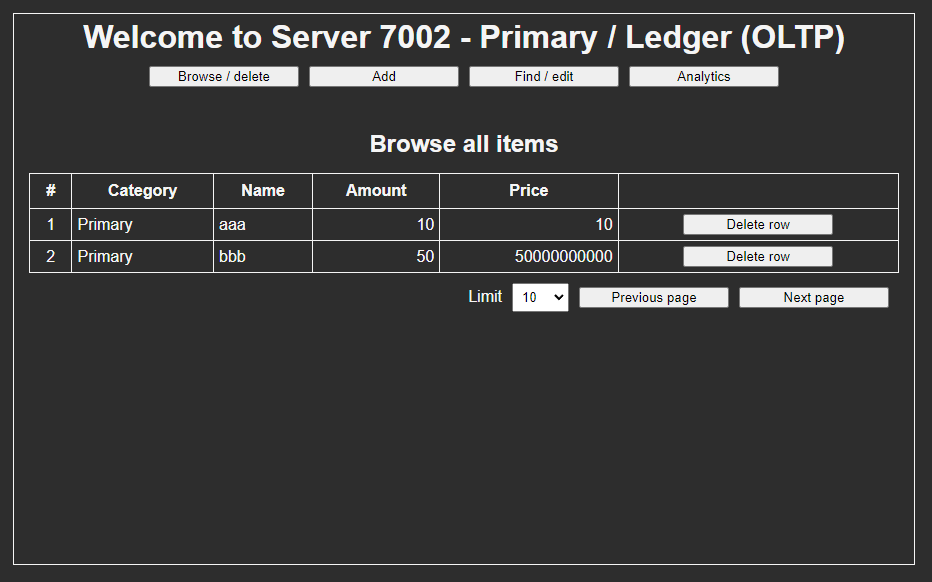 Welcome to Server 7002 - Primary / Ledger (OLTP)
Browse / delete Add Find / edit Analytics
Browse all items
# Category Name Amount Price
1 Primary aaa 10 10 Delete row
2 Primary bbb 50 50000000000 Delete row
Limit 10 Previous page Next page